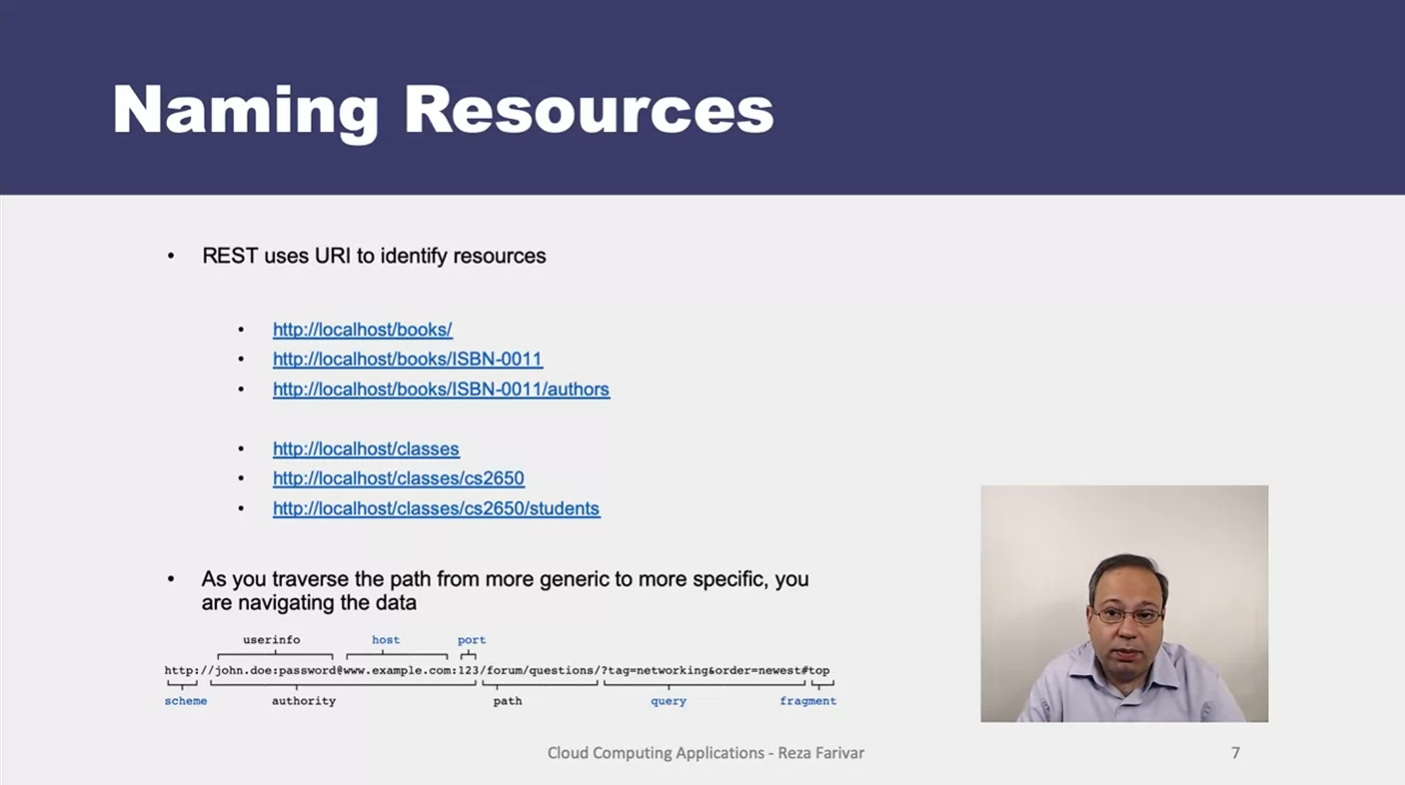 Naming Resources
• REST uses URI to identify resources
• http://localhost/books/
• http://localhost/books/ISBN-0011
• http://localhost/books/ISBN-0011/authors
• http://localhost/classes
• http://localhost/classes/cs2650
• http://localhost/classes/cs2650/students
• As you traverse the path from more generic to more specific, you
are navigating the data
userinfo host port
http://john.doe:password@www.example.com:123/forum/questions/?tag=networking&order=newest#top
scheme authority path query fragment
Cloud Computing Applications - Reza Farivar 7